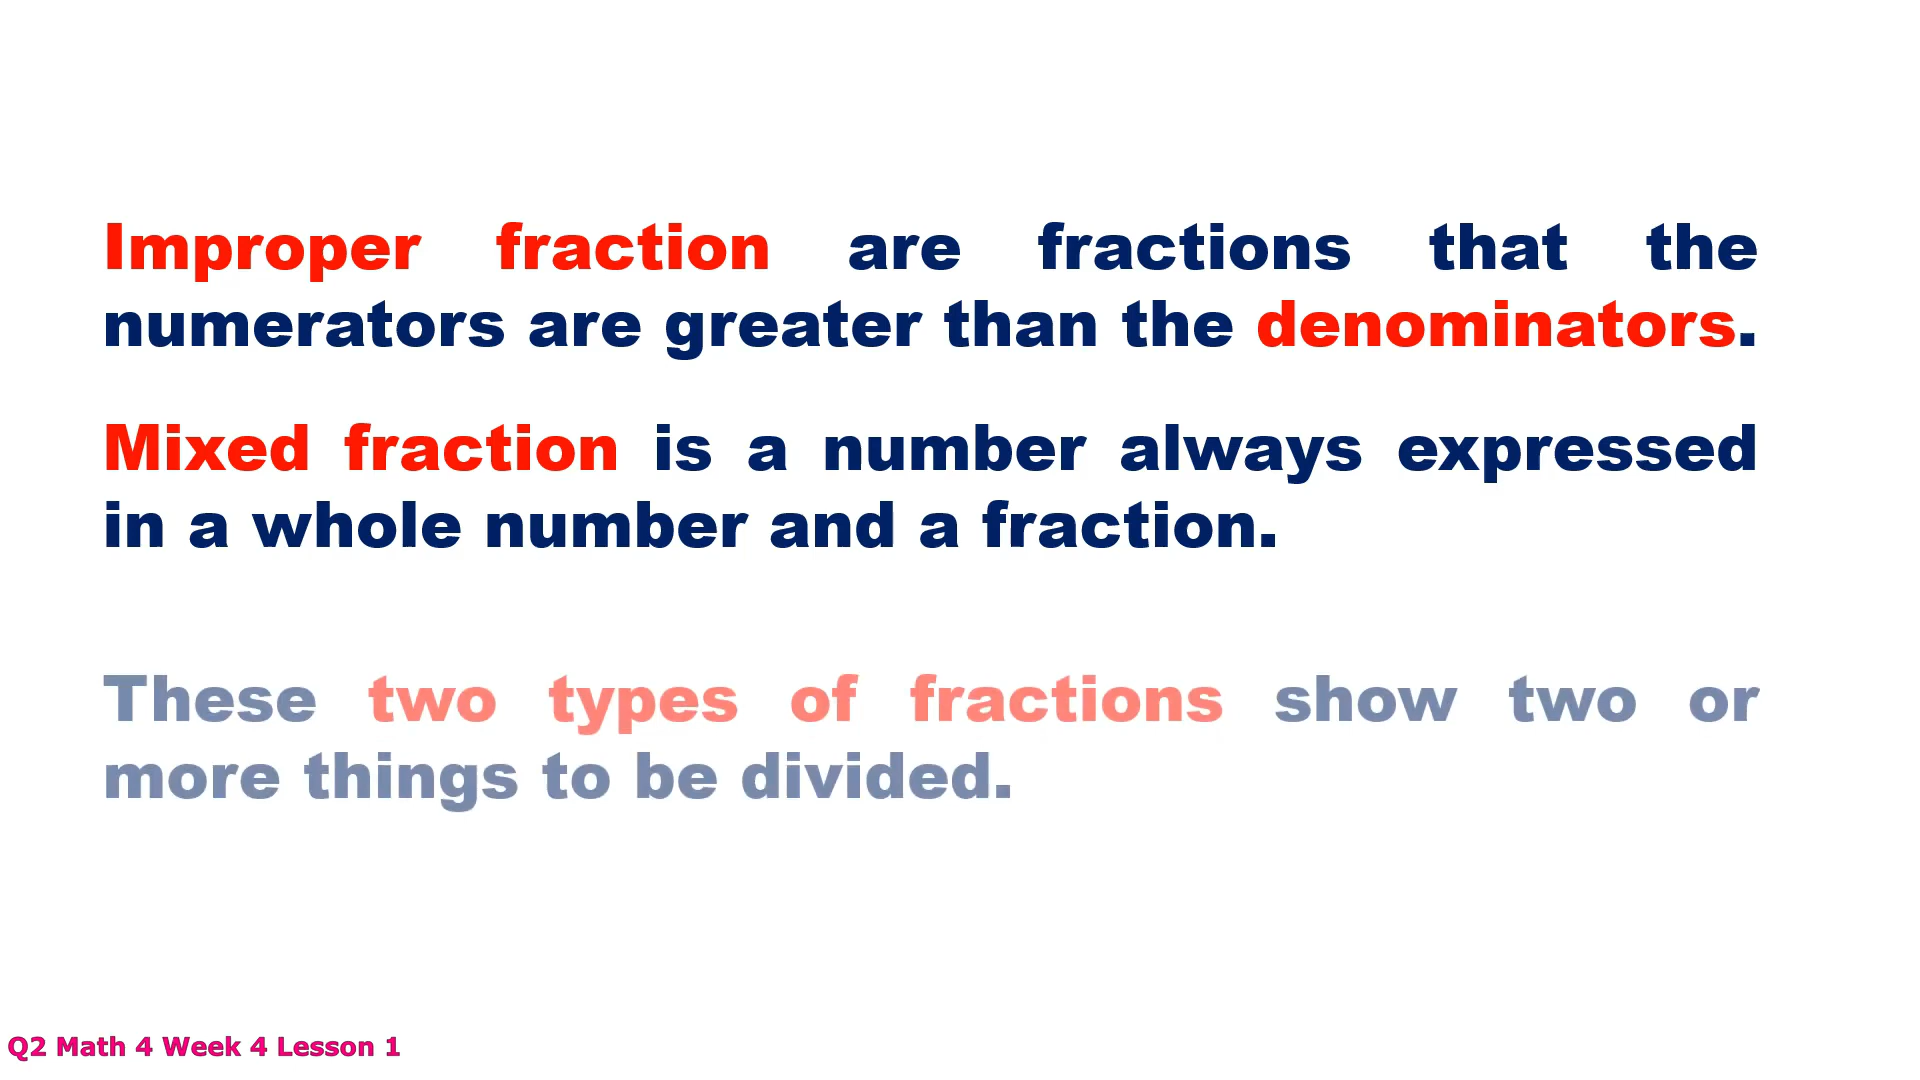 Improper fraction are fractions that the
numerators are greater than the denominators.
Mixed fraction is a number always expressed
in a whole number and a fraction.
These two types of fractions show two or
more things to be divided.
Q2 Math 4 Week 4 Lesson 1